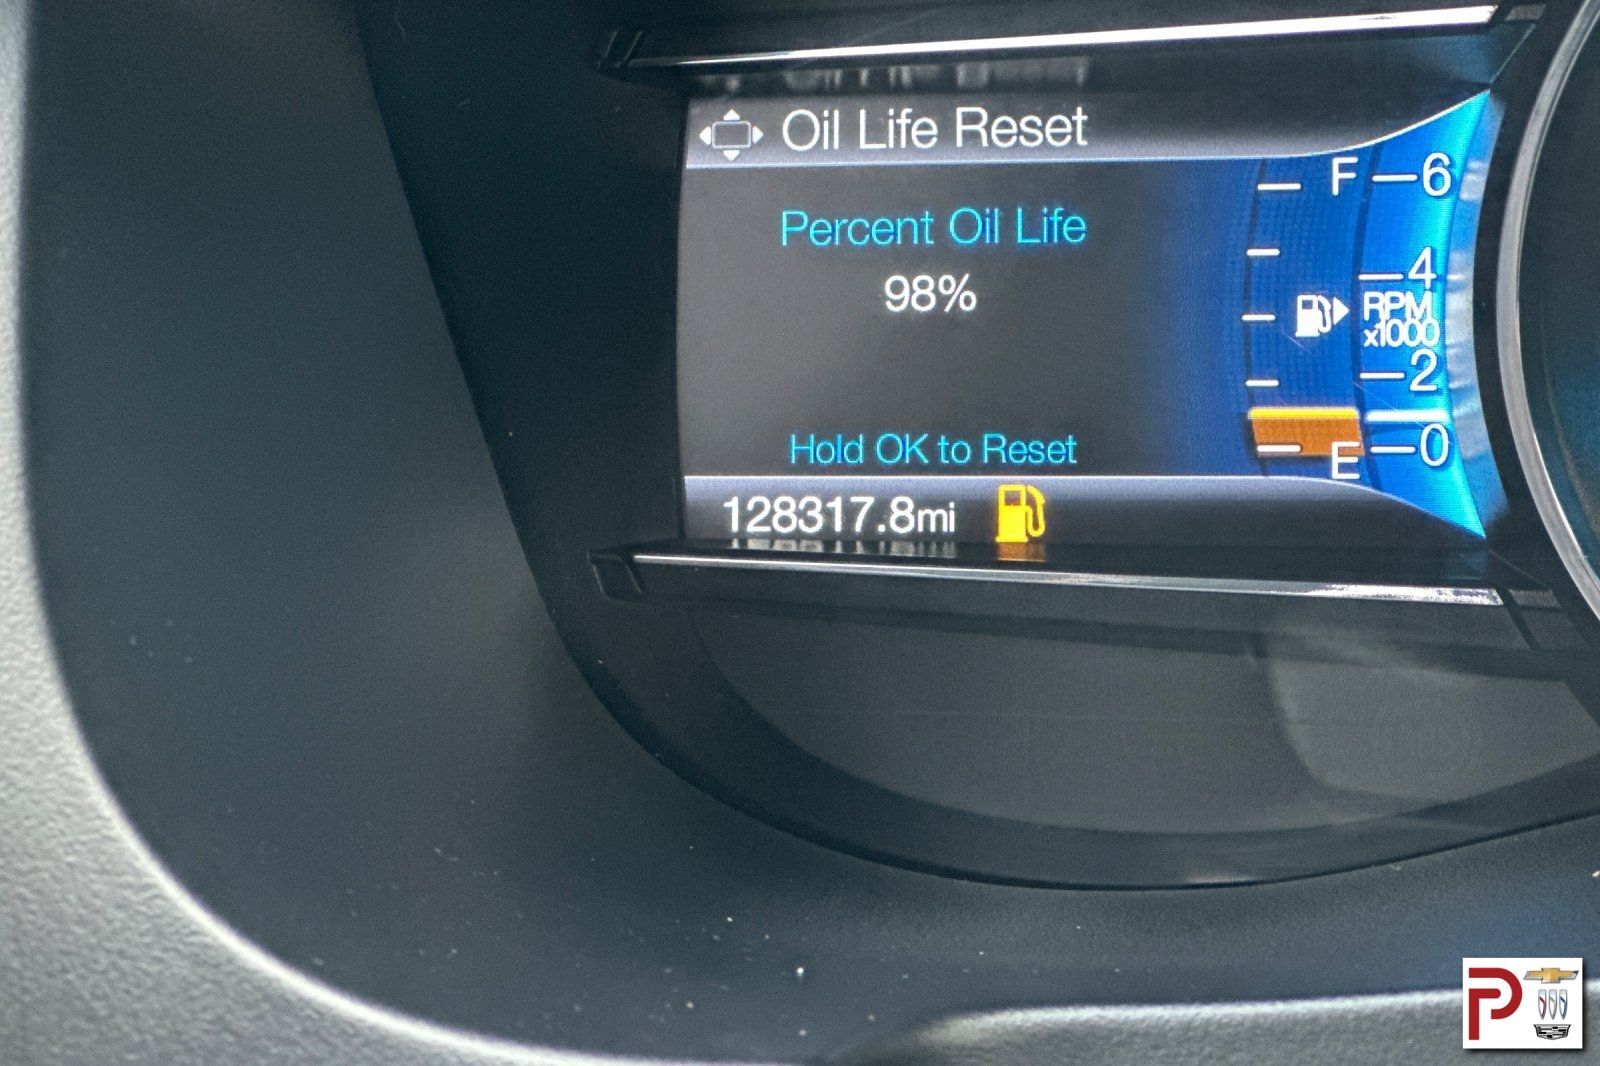 Oil Life Reset
Percent Oil Life
98%
Hold OK to Reset
128317.8mi
F
E
6
4
RPM
x1000
2
0
P